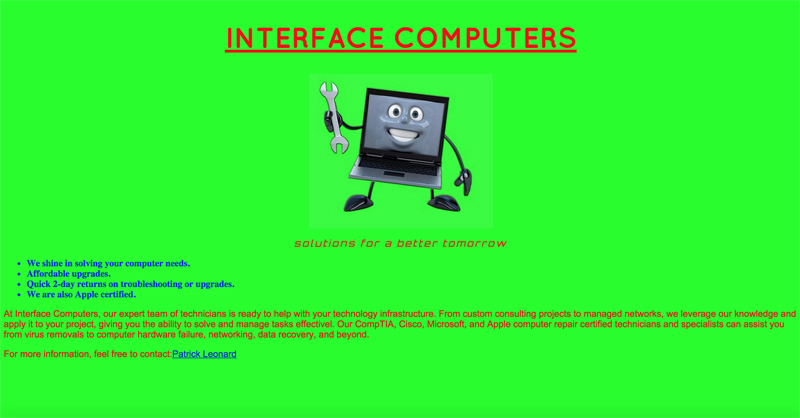 INTERFACE COMPUTERS
solutions for a better tomorrow
We shine in solving your computer needs.
Affordable upgrades.
Quick 2-day returns on troubleshooting or upgrades.
We are also Apple certified.
At Interface Computers, our expert team of technicians is ready to help with your technology infrastructure. From custom consulting projects to managed networks, we leverage our knowledge and
apply it to your project, giving you the ability to solve and manage tasks effectivel. Our CompTIA, Cisco, Microsoft, and Apple computer repair certified technicians and specialists can assist you
from virus removals to computer hardware failure, networking, data recovery, and beyond.
For more information, feel free to contact:Patrick Leonard